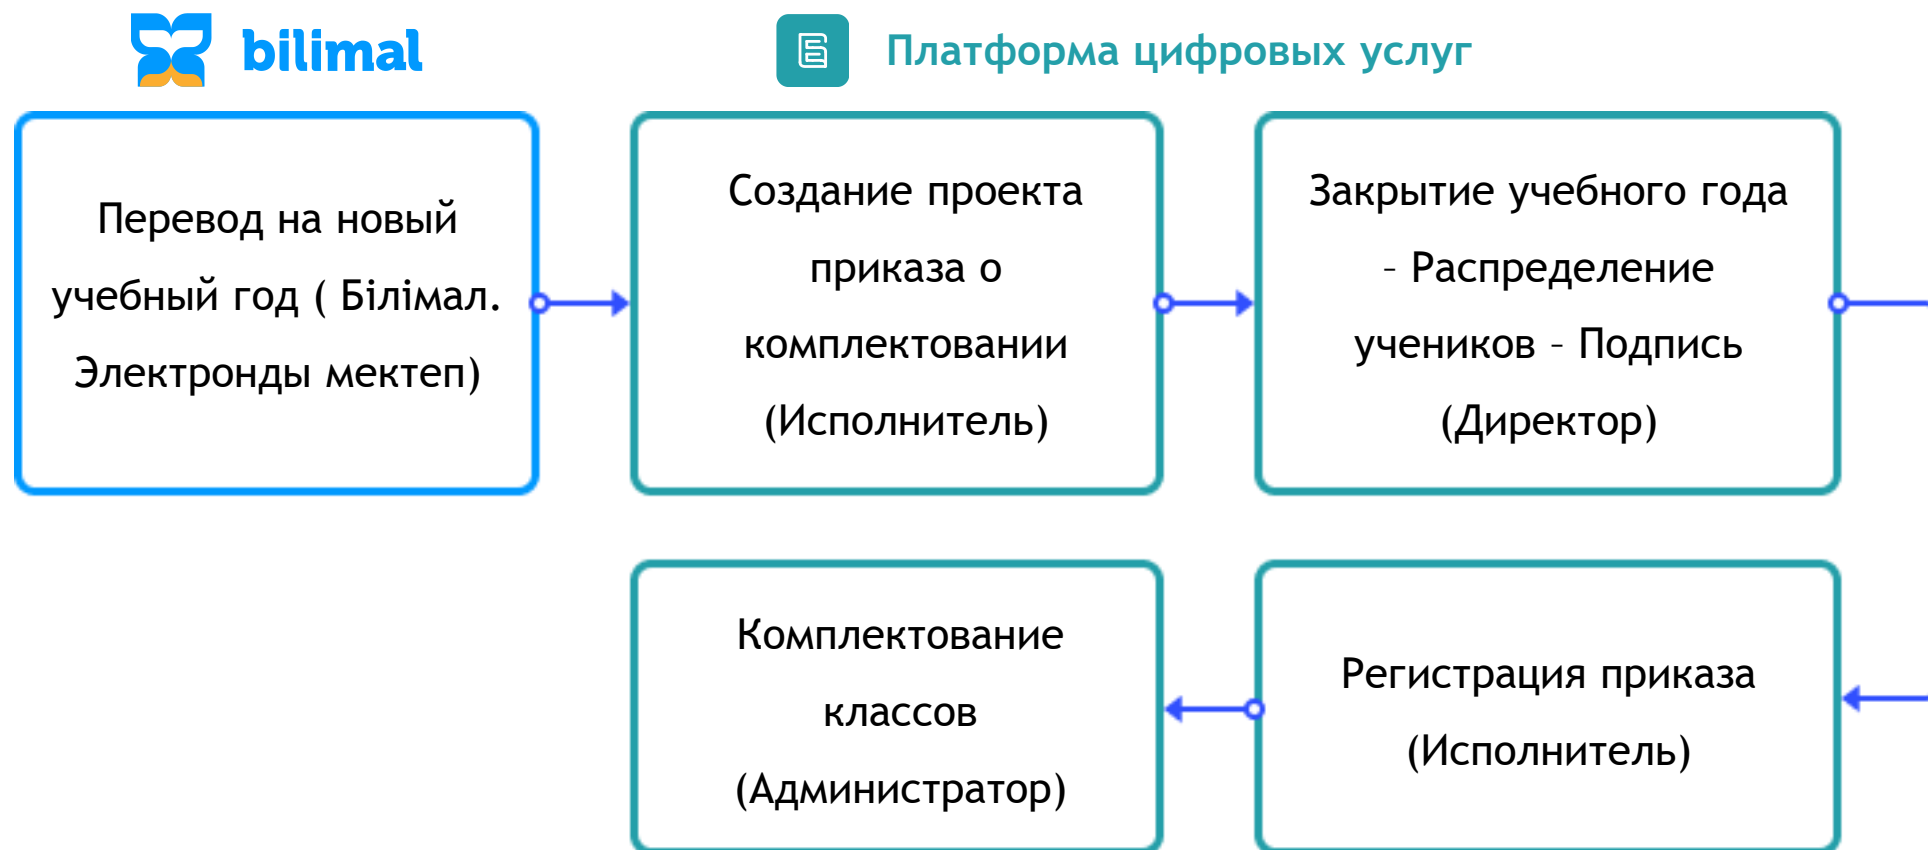 bilimal
Платформа цифровых услуг
Перевод на новый
учебный год ( Білімал.
Электронды мектеп)
Создание проекта
приказа о
комплектовании
(Исполнитель)
Закрытие учебного года
– Распределение
учеников – Подпись
(Директор)
Комплектование
классов
(Администратор)
Регистрация приказа
(Исполнитель)